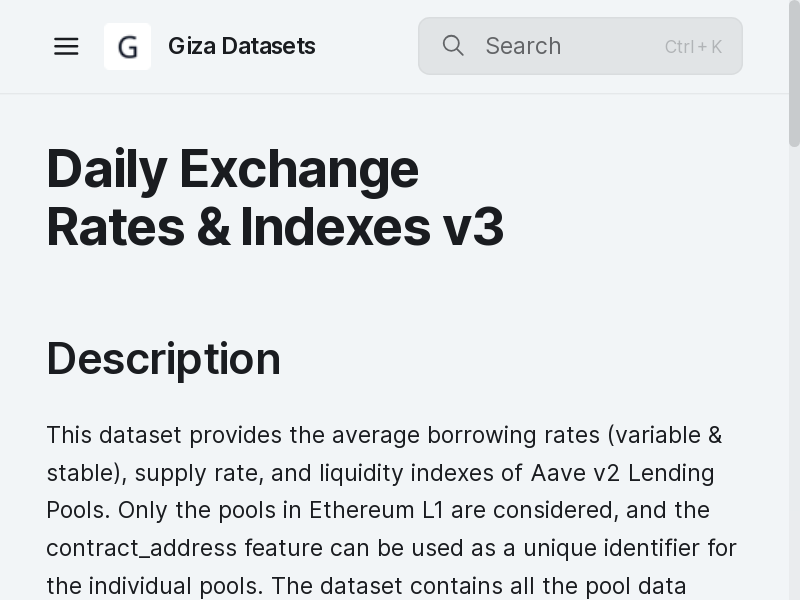 G
Giza Datasets
Search
Ctrl + K
Daily Exchange
Rates & Indexes v3
Description
This dataset provides the average borrowing rates (variable &
stable), supply rate, and liquidity indexes of Aave v2 Lending
Pools. Only the pools in Ethereum L1 are considered, and the
contract_address feature can be used as a unique identifier for
the individual pools. The dataset contains all the pool data